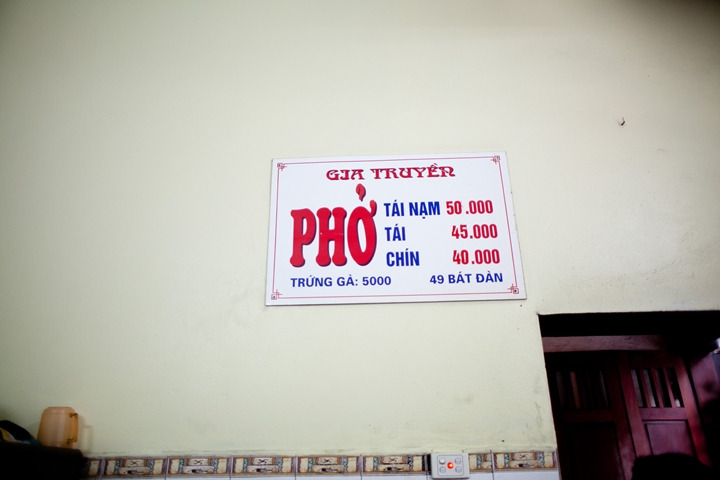 GIA TRUYỀN
PHỞ
TÁI NẠM 50.000
TÁI 45.000
CHÍN 40.000
TRỨNG GÀ: 5000 49 BÁT ĐÀN